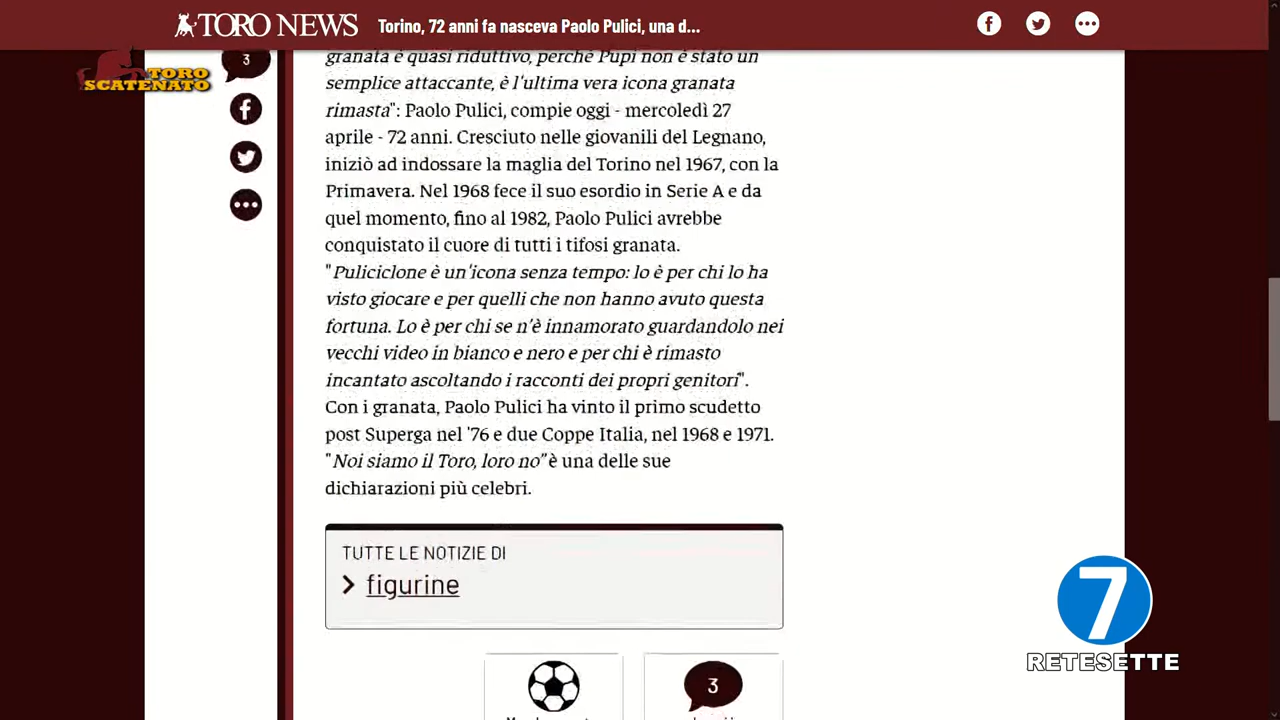 TORO NEWS
Torino, 72 anni fa nasceva Paolo Pulici, una d...
TORO
SCATENATO
3
granata è quasi riduttivo, perché Pupi non è stato un
semplice attaccante, è l'ultima vera icona granata
rimasta": Paolo Pulici, compie oggi - mercoledì 27
aprile - 72 anni. Cresciuto nelle giovanili del Legnano,
iniziò ad indossare la maglia del Torino nel 1967, con la
Primavera. Nel 1968 fece il suo esordio in Serie A e da
quel momento, fino al 1982, Paolo Pulici avrebbe
conquistato il cuore di tutti i tifosi granata.
"Puliciclone è un'icona senza tempo: lo è per chi lo ha
visto giocare e per quelli che non hanno avuto questa
fortuna. Lo è per chi se n'è innamorato guardandolo nei
vecchi video in bianco e nero e per chi è rimasto
incantato ascoltando i racconti dei propri genitori".
Con i granata, Paolo Pulici ha vinto il primo scudetto
post Superga nel '76 e due Coppe Italia, nel 1968 e 1971.
"Noi siamo il Toro, loro no" è una delle sue
dichiarazioni più celebri.
TUTTE LE NOTIZIE DI
figurine
3
7
RETESETTE